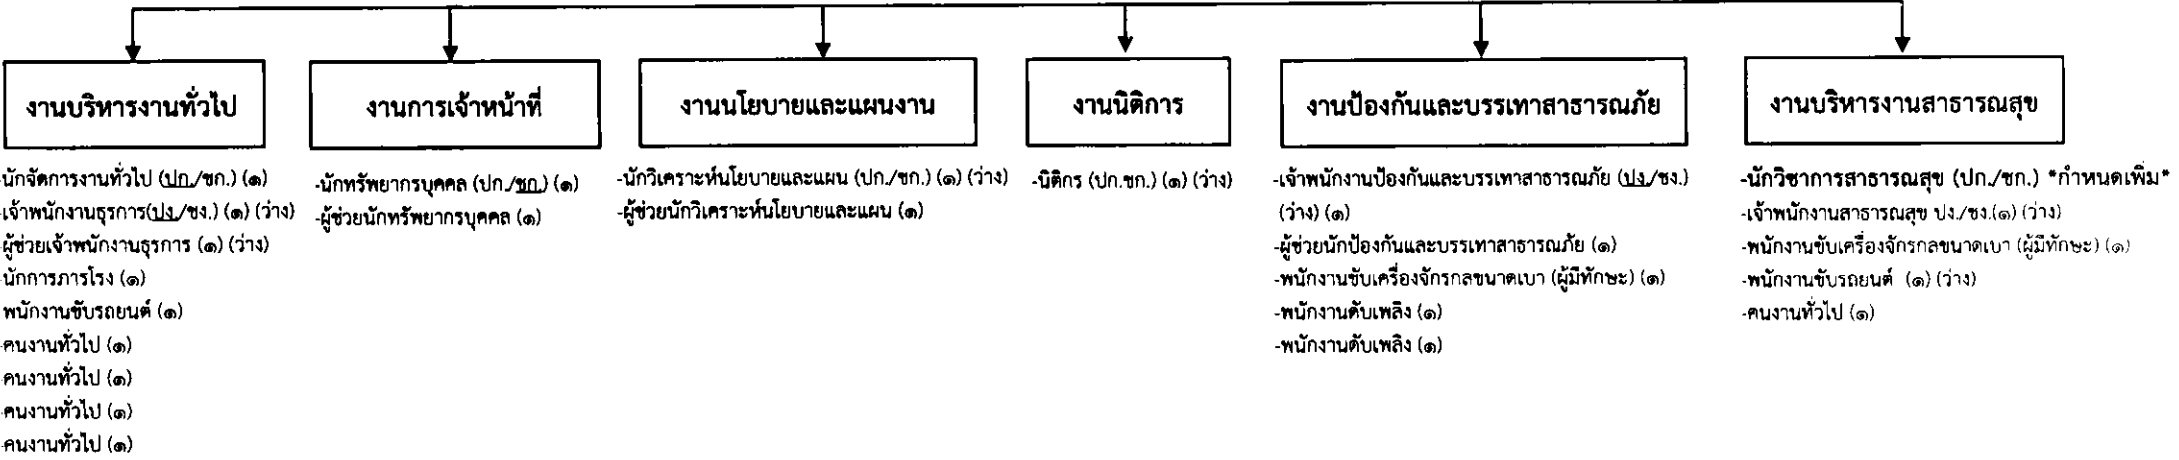 งานบริหารงานทั่วไป
-นักจัดการงานทั่วไป (ปก./ชก.) (๑)
-เจ้าพนักงานธุรการ(ปง./ชง.) (๑) (ว่าง)
-ผู้ช่วยเจ้าพนักงานธุรการ (๑) (ว่าง)
-นักการภารโรง (๑)
พนักงานขับรถยนต์ (๑)
-คนงานทั่วไป (๑)
-คนงานทั่วไป (๑)
-คนงานทั่วไป (๑)
-คนงานทั่วไป (๑)
งานการเจ้าหน้าที่
-นักทรัพยากรบุคคล (ปก./ชก.) (๑)
-ผู้ช่วยนักทรัพยากรบุคคล (๑)
งานนโยบายและแผนงาน
-นักวิเคราะห์นโยบายและแผน (ปก./ชก.) (๑) (ว่าง)
-ผู้ช่วยนักวิเคราะห์นโยบายและแผน (๑)
งานนิติการ
-นิติกร (ปก.ชก.) (๑) (ว่าง)
งานป้องกันและบรรเทาสาธารณภัย
-เจ้าพนักงานป้องกันและบรรเทาสาธารณภัย (ปง./ชง.)
(ว่าง) (๑)
-ผู้ช่วยนักป้องกันและบรรเทาสาธารณภัย (๑)
-พนักงานขับเครื่องจักรกลขนาดเบา (ผู้มีทักษะ) (๑)
-พนักงานดับเพลิง (๑)
-พนักงานดับเพลิง (๑)
งานบริหารงานสาธารณสุข
-นักวิชาการสาธารณสุข (ปก./ชก.) *กำหนดเพิ่ม*
-เจ้าพนักงานสาธารณสุข ปง./ชง.(๑) (ว่าง)
-พนักงานขับเครื่องจักรกลขนาดเบา (ผู้มีทักษะ) (๑)
-พนักงานขับรถยนต์ (๑) (ว่าง)
-คนงานทั่วไป (๑)